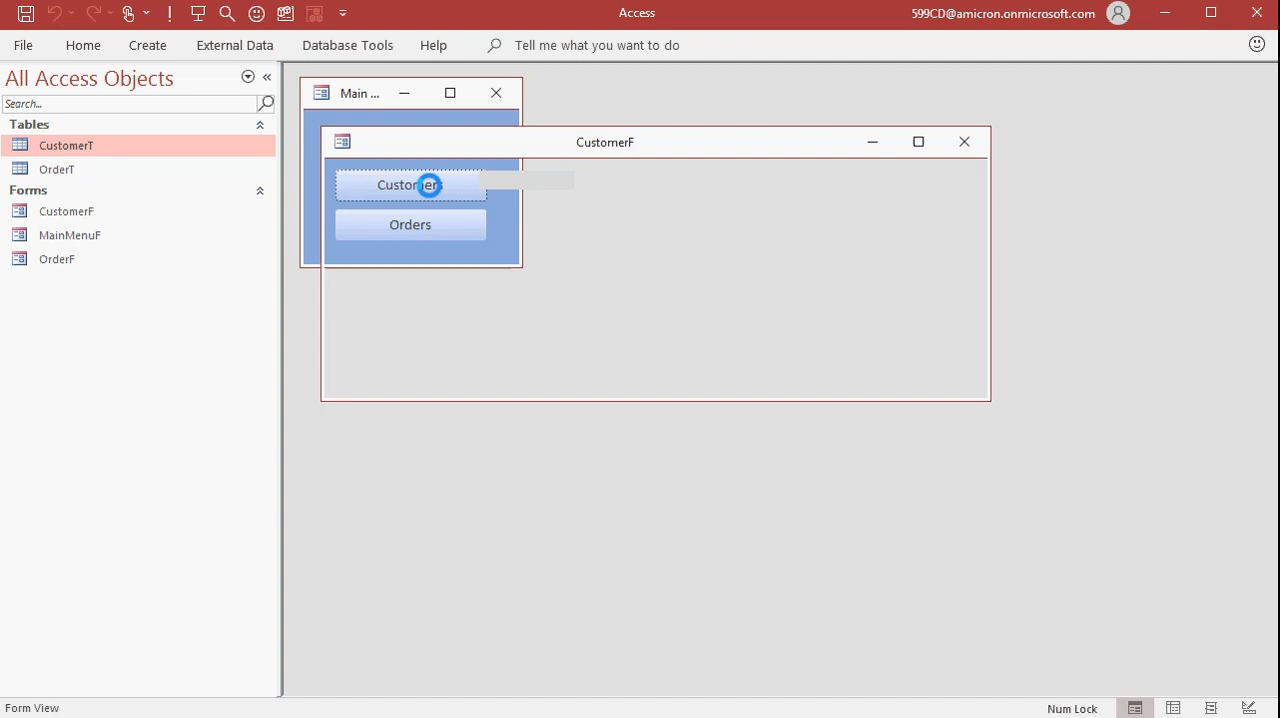 Access
599CD@amicron.onmicrosoft.com
File Home Create External Data Database Tools Help Tell me what you want to do
All Access Objects
Search...
Tables
CustomerT
OrderT
Forms
CustomerF
MainMenuF
OrderF
Main ...
CustomerF
Customers
Orders
Form View
Num Lock